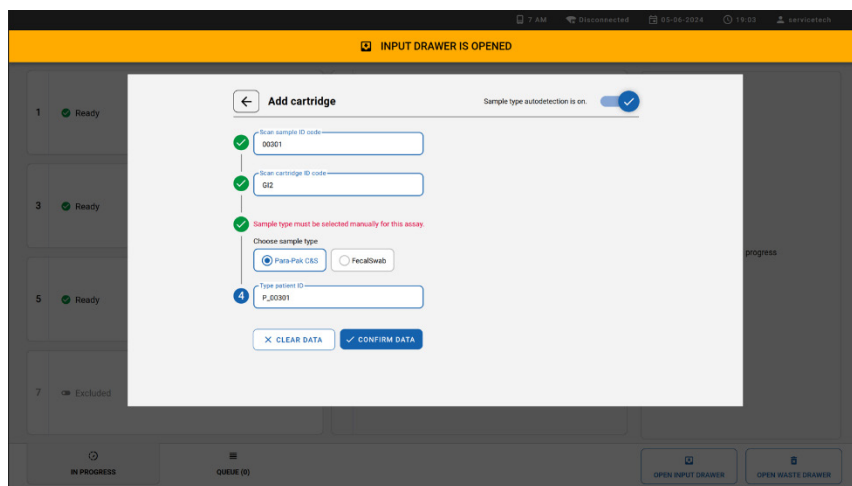 7 AM Disconnected 05-06-2024 19:03 servicetech
INPUT DRAWER IS OPENED
Add cartridge
Sample type autodetection is on.
1 Ready
Scan sample ID code
00301
Scan cartridge ID code
GI2
3 Ready
Sample type must be selected manually for this assay.
Choose sample type
Para-Pak C&S FecalSwab
progress
4
Type patient ID
P_00301
5 Ready
CLEAR DATA CONFIRM DATA
7 Excluded
IN PROGRESS
QUEUE (0)
OPEN INPUT DRAWER
OPEN WASTE DRAWER